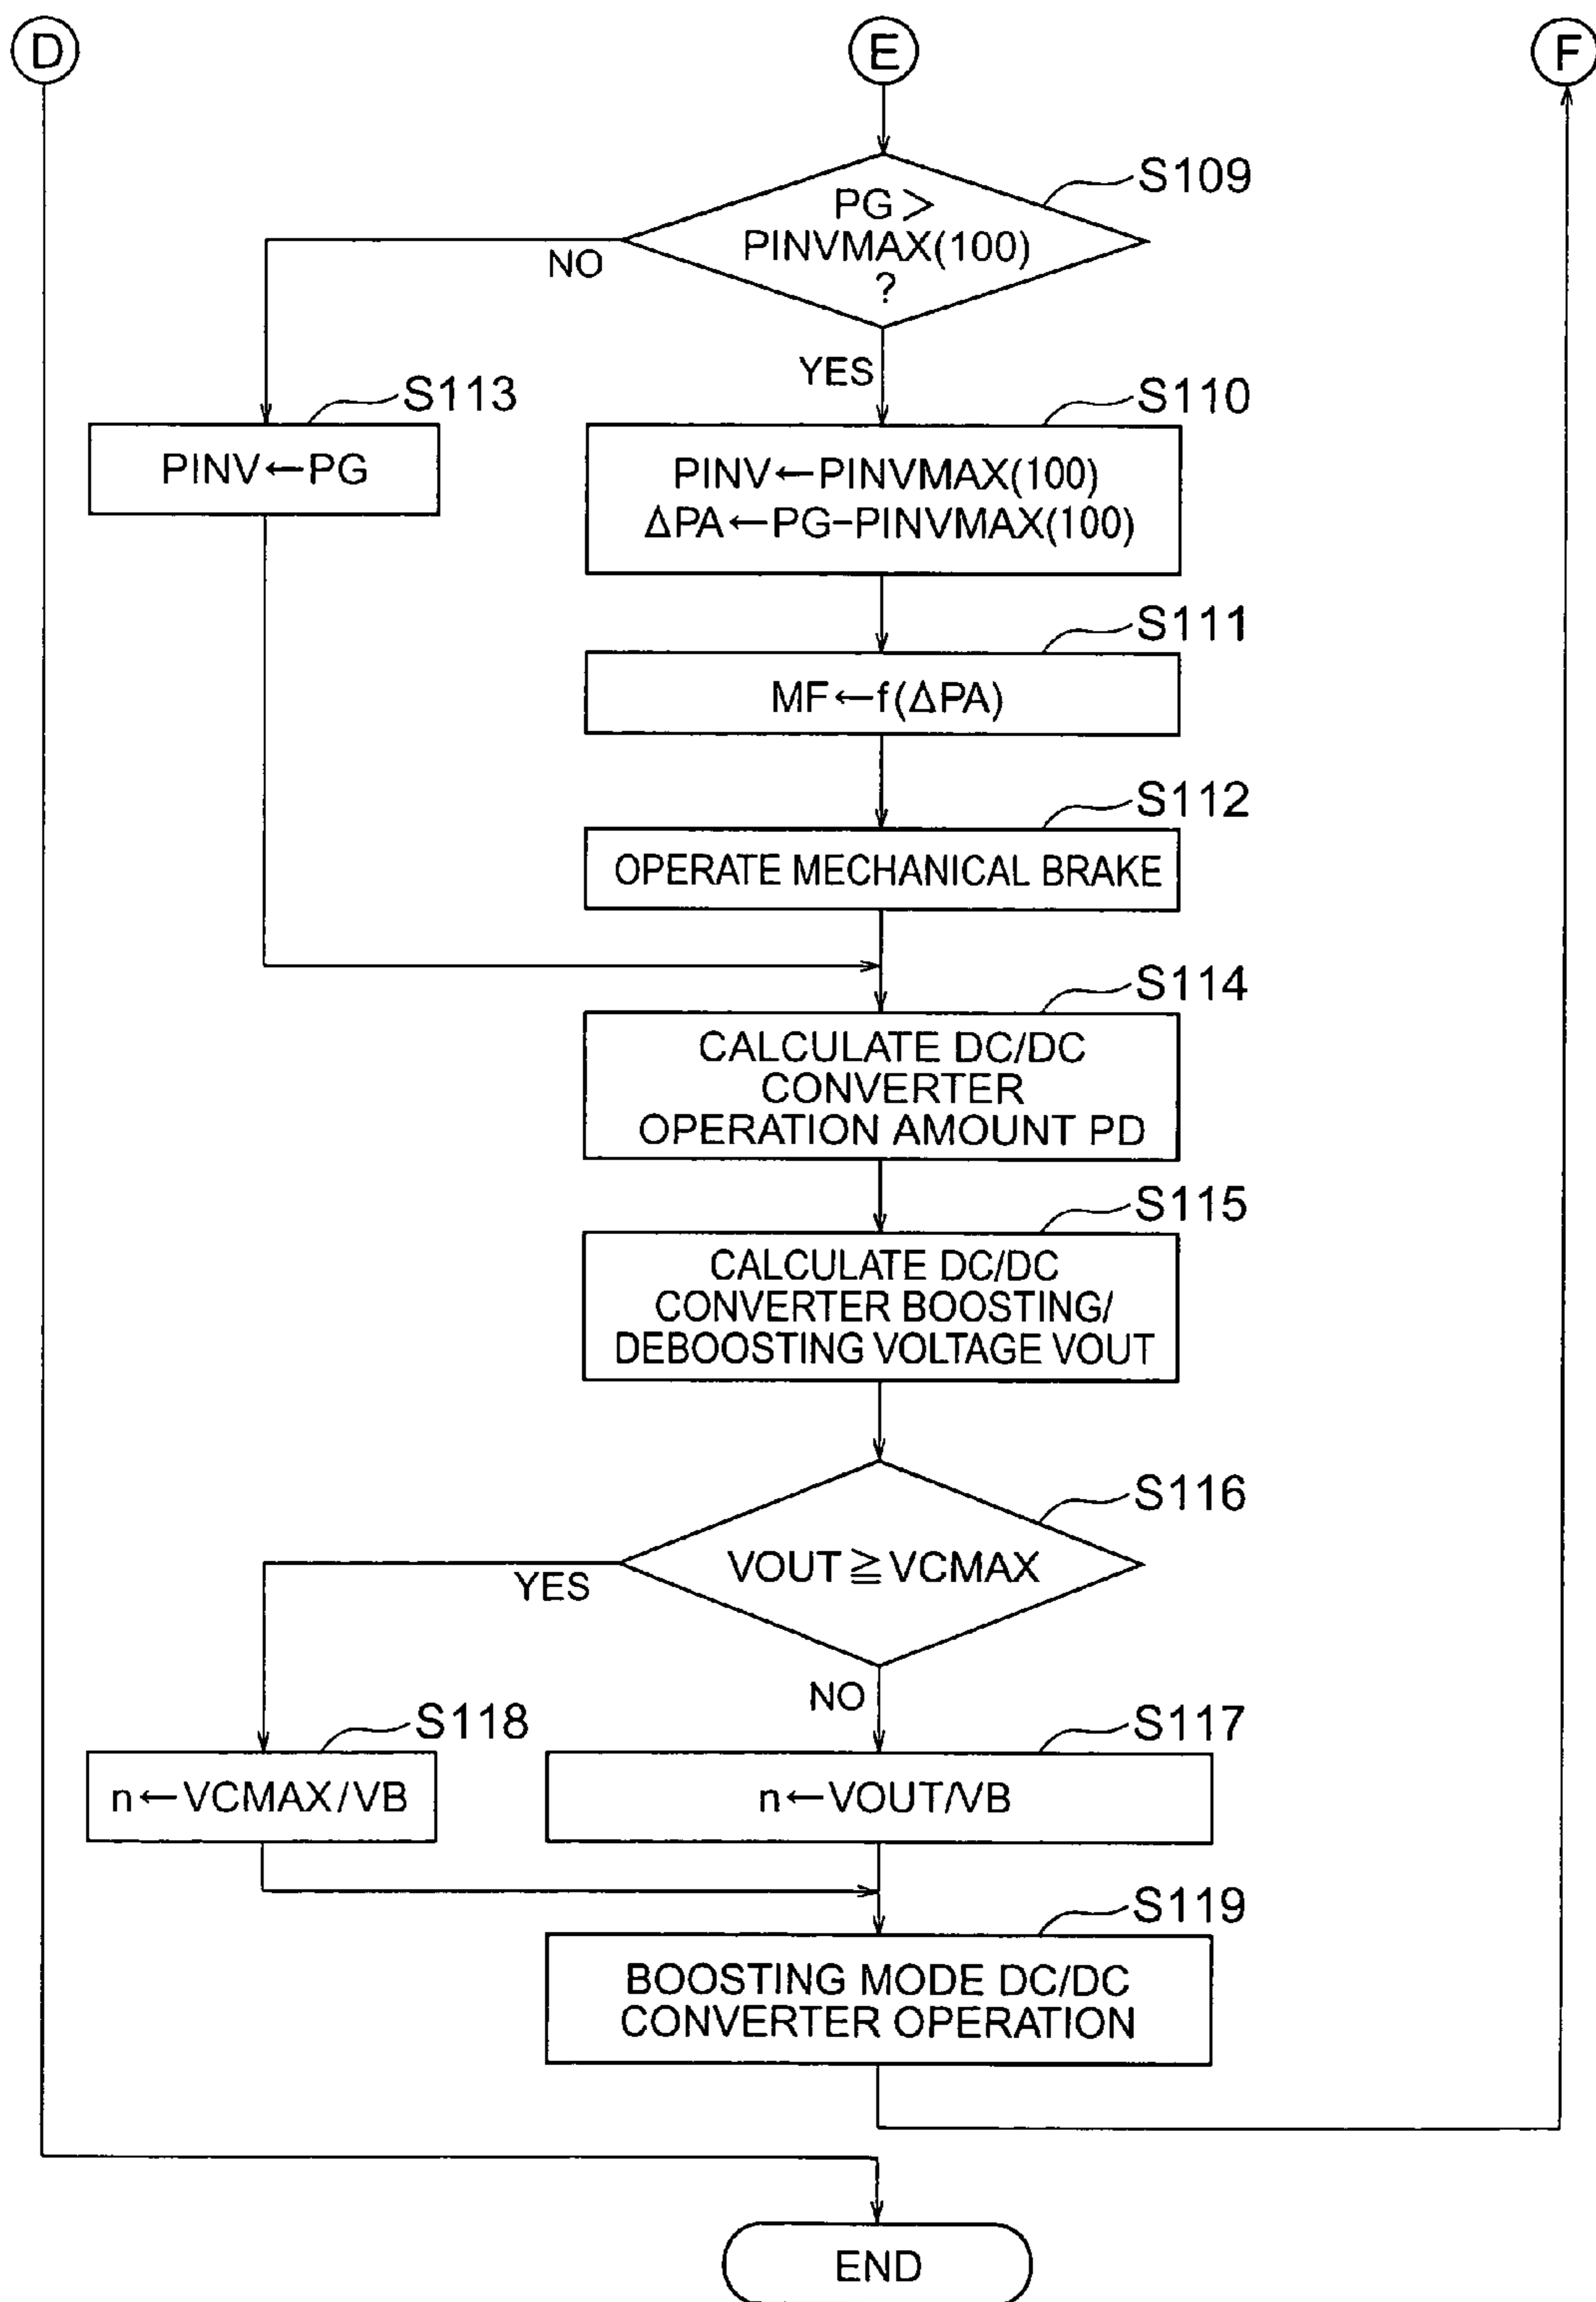 D
E
F
S109
PG >
PINVMAX(100)
?
NO
YES
S113
PINV←PG
S110
PINV←PINVMAX(100)
ΔPA←PG-PINVMAX(100)
S111
MF←f(ΔPA)
S112
OPERATE MECHANICAL BRAKE
S114
CALCULATE DC/DC
CONVERTER
OPERATION AMOUNT PD
S115
CALCULATE DC/DC
CONVERTER BOOSTING/
DEBOOSTING VOLTAGE VOUT
S116
VOUT≧VCMAX
YES
NO
S118
n←VCMAX/VB
S117
n←VOUT/VB
S119
BOOSTING MODE DC/DC
CONVERTER OPERATION
END